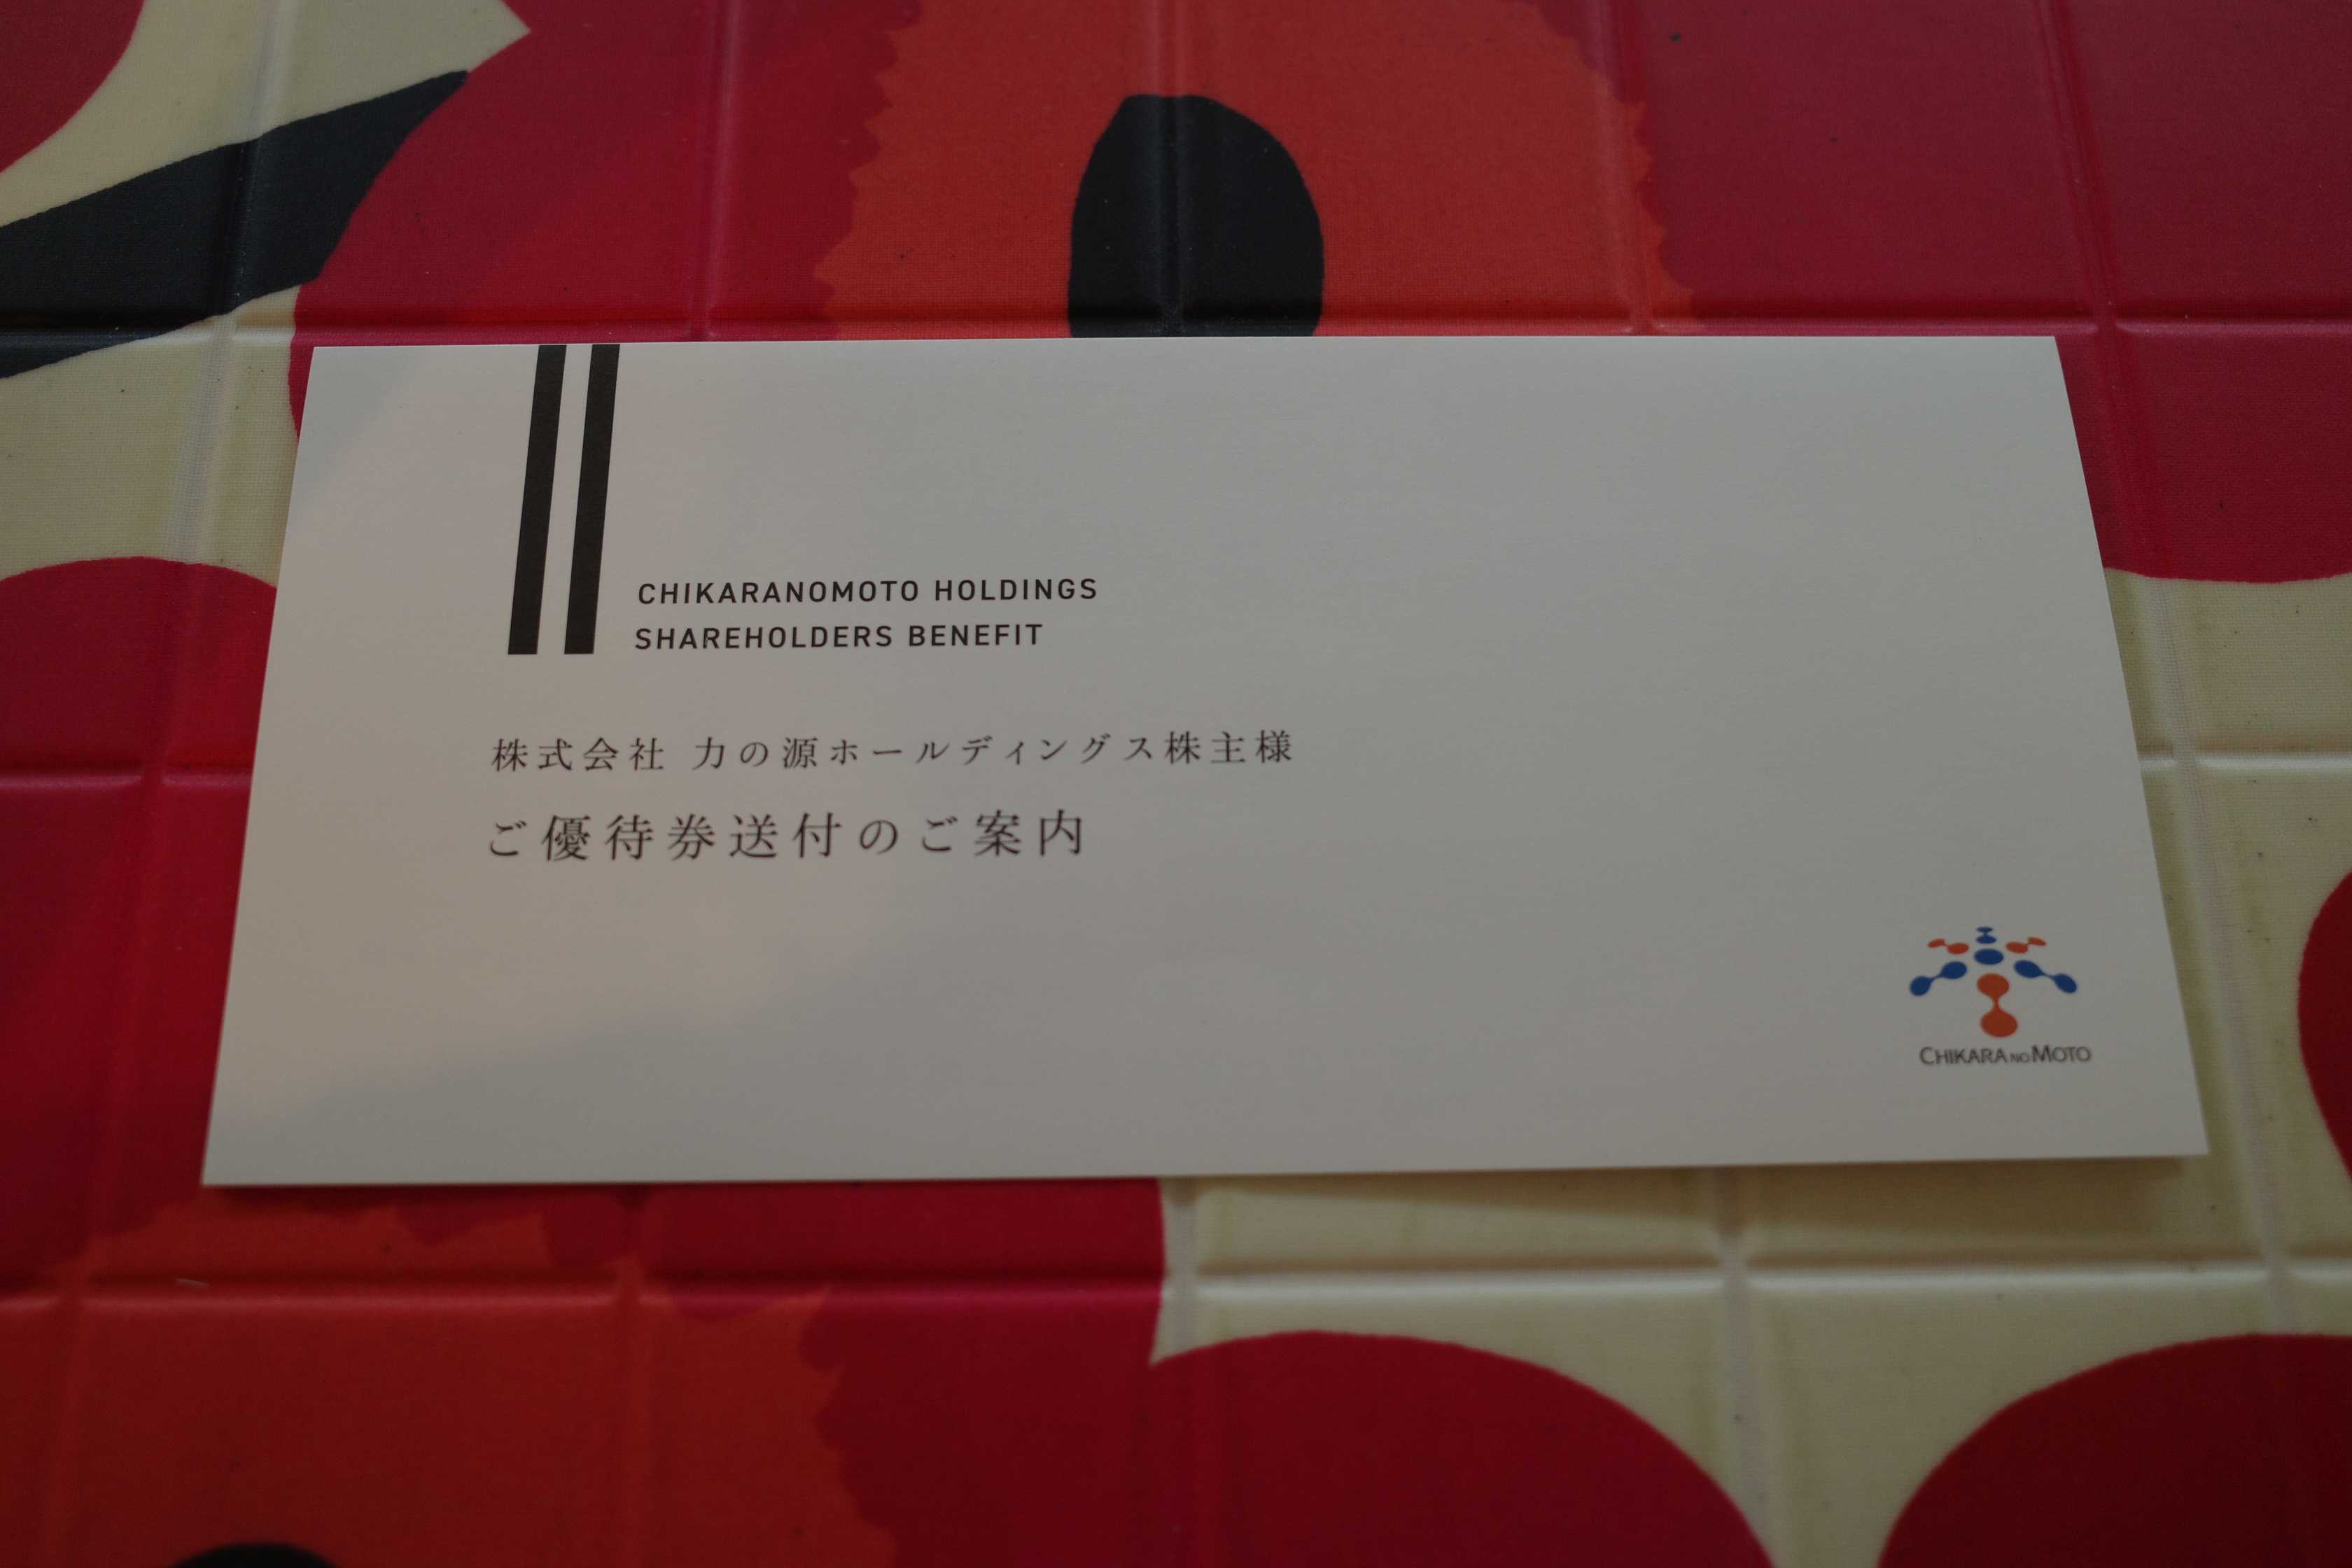 CHIKARANOMOTO HOLDINGS
SHAREHOLDERS BENEFIT
株式会社 力の源ホールディングス株主様
ご優待券送付のご案内
CHIKARA NO MOTO